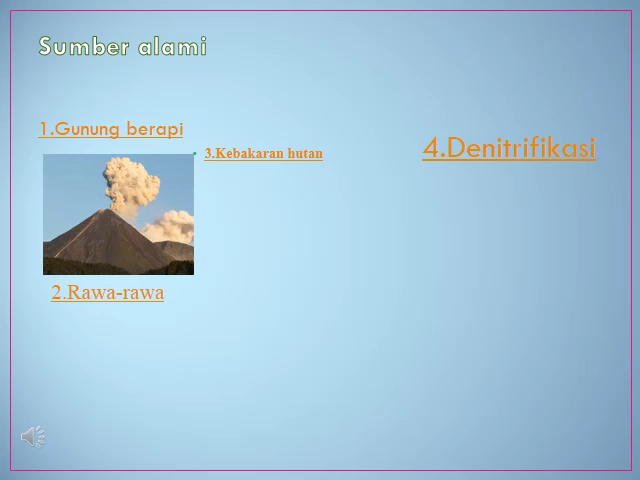 Sumber alami
1.Gunung berapi
3.Kebakaran hutan
4.Denitrifikasi
2.Rawa-rawa